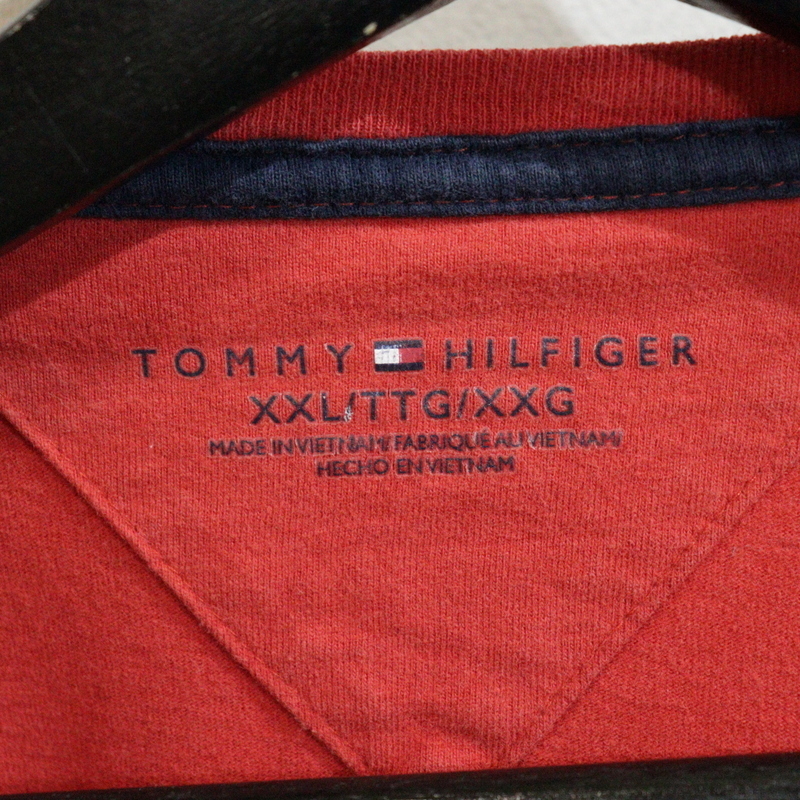 TOMMY HILFIGER
XXL/TTG/XXG
MADE IN VIETNAM/FABRIQUÉ AU VIETNAM/
HECHO EN VIETNAM